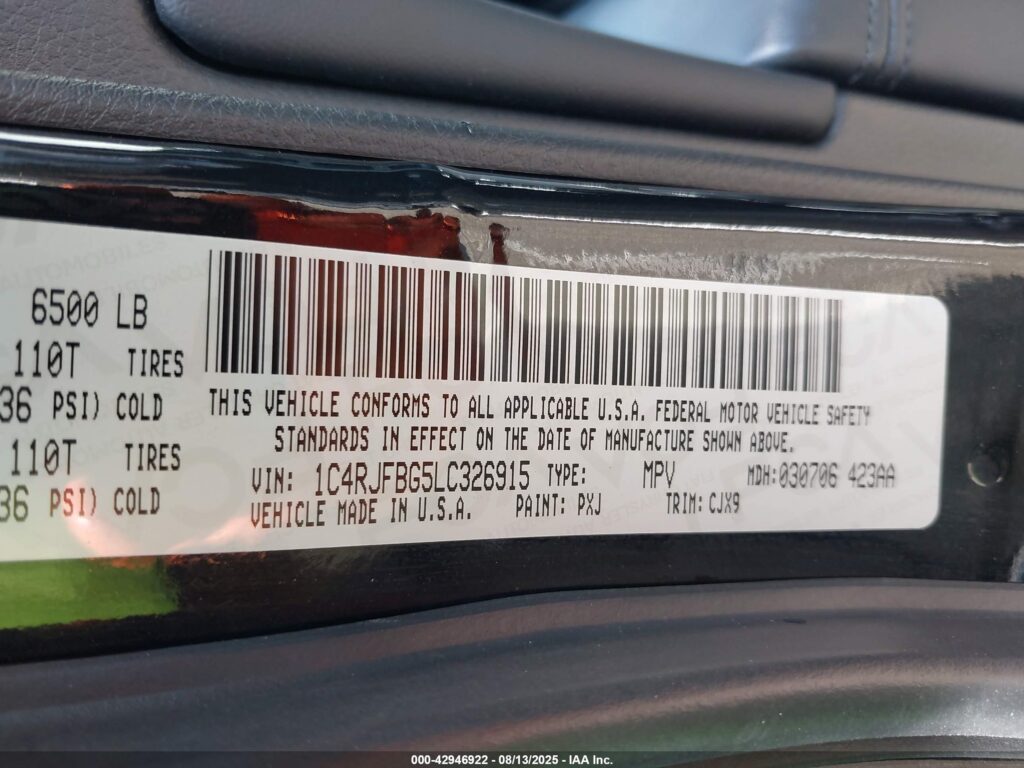 6500 LB
110T TIRES
36 PSI) COLD
110T TIRES
36 PSI) COLD
THIS VEHICLE CONFORMS TO ALL APPLICABLE U.S.A. FEDERAL MOTOR VEHICLE SAFETY
STANDARDS IN EFFECT ON THE DATE OF MANUFACTURE SHOWN ABOVE.
VIN: 1C4RJFBG5LC326915 TYPE: MPV MDH:030706 423AA
VEHICLE MADE IN U.S.A. PAINT: PXJ TRIM:CJX9
000-42946922 - 08/13/2025 - IAA Inc.